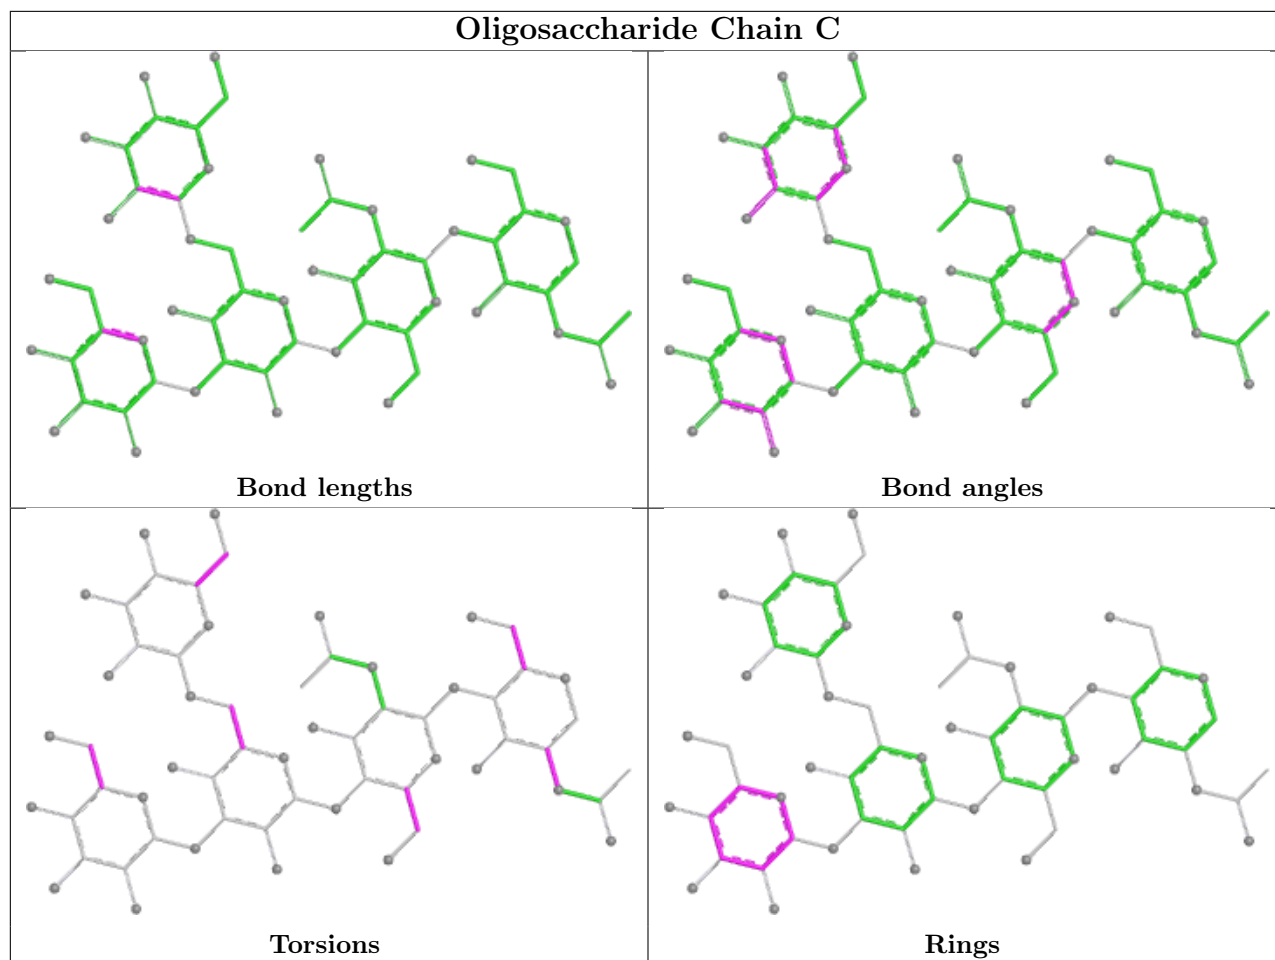 Oligosaccharide Chain C
Bond lengths
Bond angles
Torsions
Rings